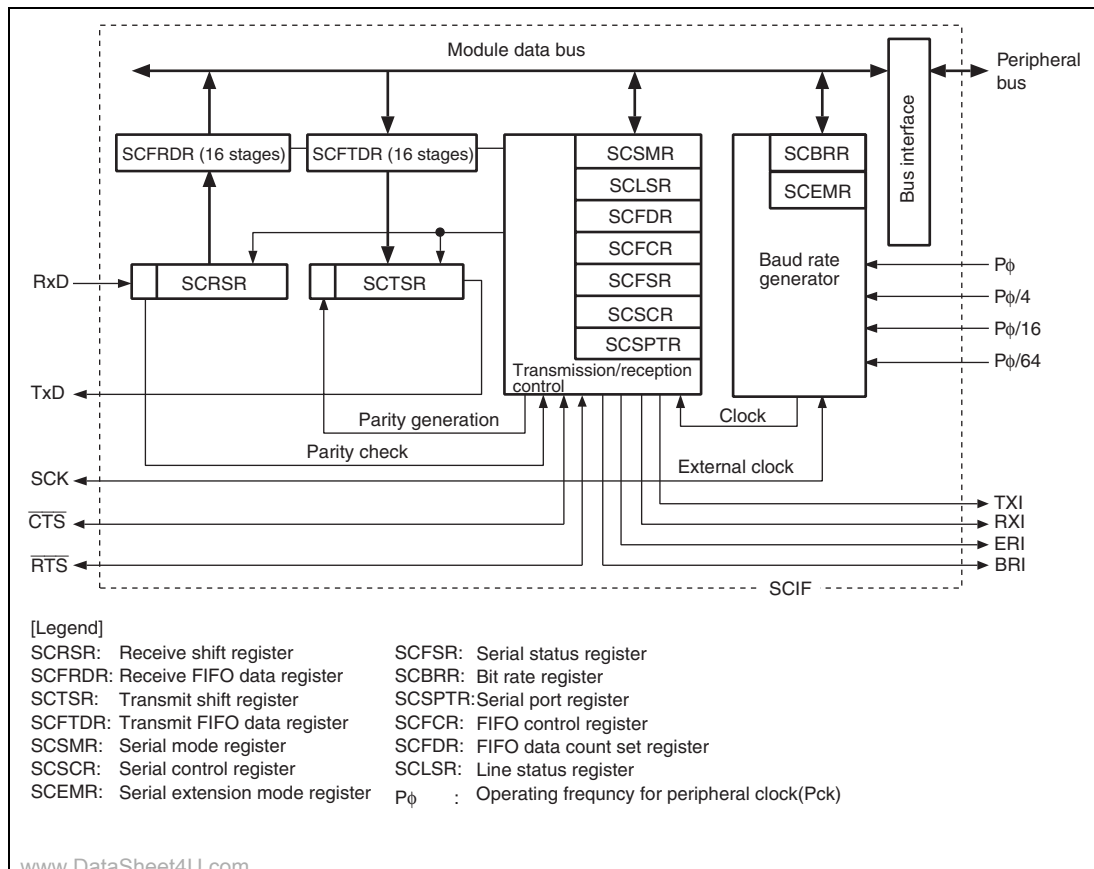 Module data bus
Peripheral
bus
Bus interface
SCFRDR (16 stages)
SCFTDR (16 stages)
SCSMR
SCLSR
SCFDR
SCFCR
SCFSR
SCSCR
SCSPTR
Transmission/reception
control
SCBRR
SCEMR
Baud rate
generator
RxD
SCRSR
SCTSR
Pϕ
Pϕ/4
Pϕ/16
Pϕ/64
TxD
Parity generation
Clock
Parity check
External clock
SCK
CTS
RTS
TXI
RXI
ERI
BRI
SCIF
[Legend]
SCRSR: Receive shift register
SCFRDR: Receive FIFO data register
SCTSR: Transmit shift register
SCFTDR: Transmit FIFO data register
SCSMR: Serial mode register
SCSCR: Serial control register
SCEMR: Serial extension mode register
SCFSR: Serial status register
SCBRR: Bit rate register
SCSPTR: Serial port register
SCFCR: FIFO control register
SCFDR: FIFO data count set register
SCLSR: Line status register
Pϕ : Operating frequncy for peripheral clock(Pck)
www.DataSheet4U.com